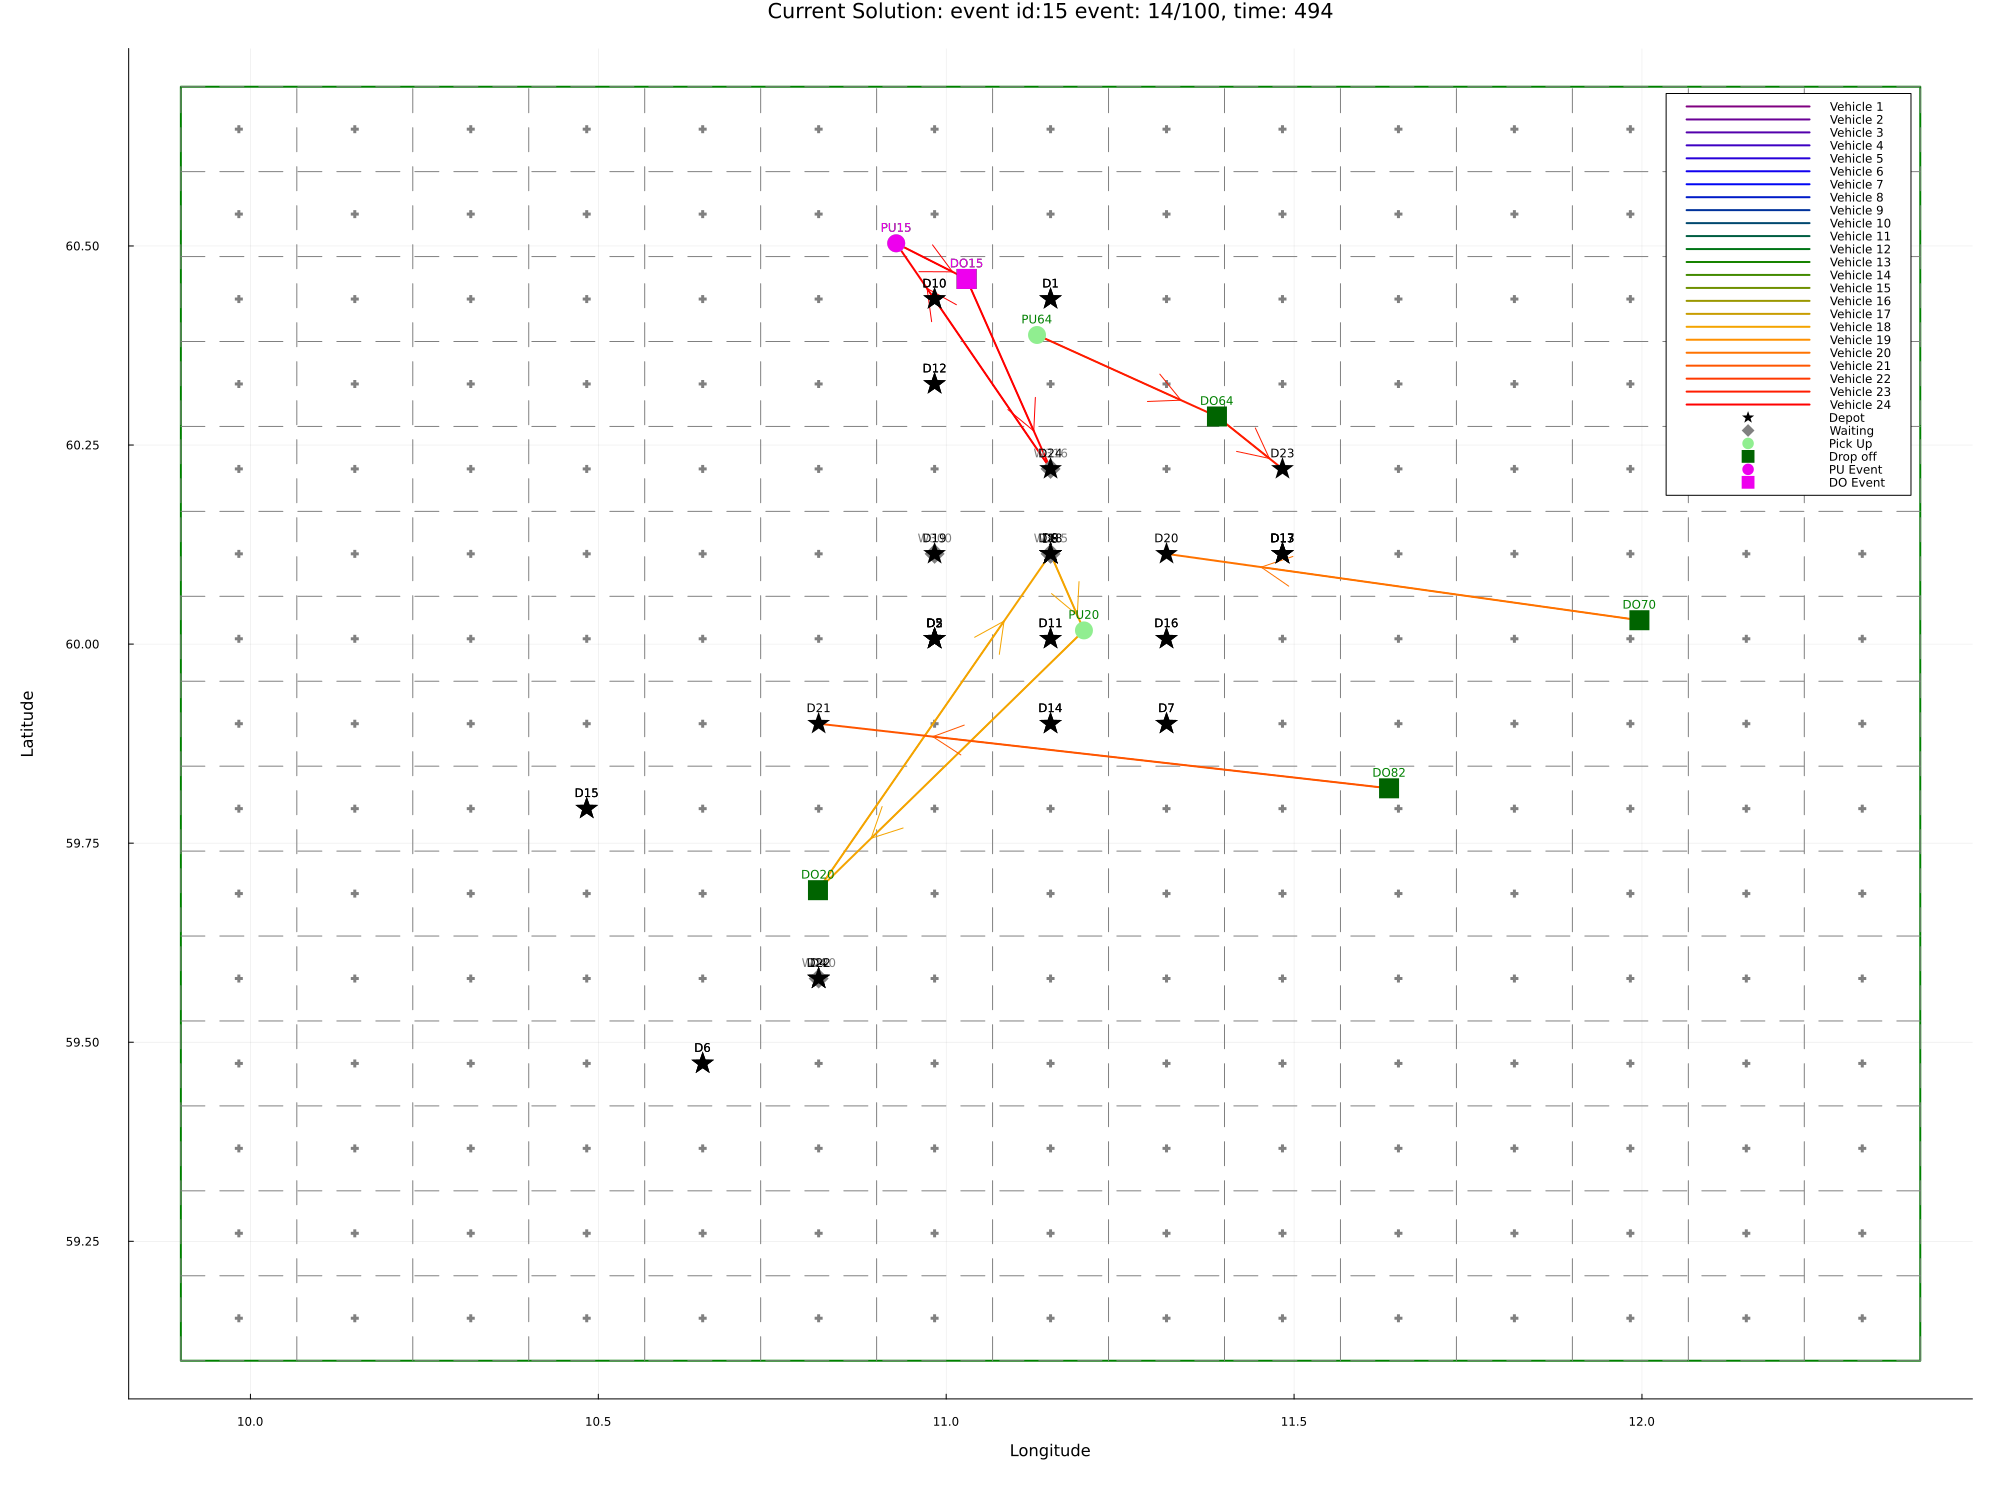 Current Solution: event id:15 event: 14/100, time: 494
Vehicle 1
Vehicle 2
Vehicle 3
Vehicle 4
Vehicle 5
Vehicle 6
Vehicle 7
Vehicle 8
Vehicle 9
Vehicle 10
Vehicle 11
Vehicle 12
Vehicle 13
Vehicle 14
Vehicle 15
Vehicle 16
Vehicle 17
Vehicle 18
Vehicle 19
Vehicle 20
Vehicle 21
Vehicle 22
Vehicle 23
Vehicle 24
Depot
Waiting
Pick Up
Drop off
PU Event
DO Event
PU15
60.50
DO15
D10
D1
PU64
D12
DO64
60.25
D24
D23
D19
D20
DO70
PU20
60.00
D11
D16
D21
D14
D7
Latitude
DO82
D15
59.75
DO20
D22
59.50
D6
59.25
10.0
10.5
11.0
11.5
12.0
Longitude